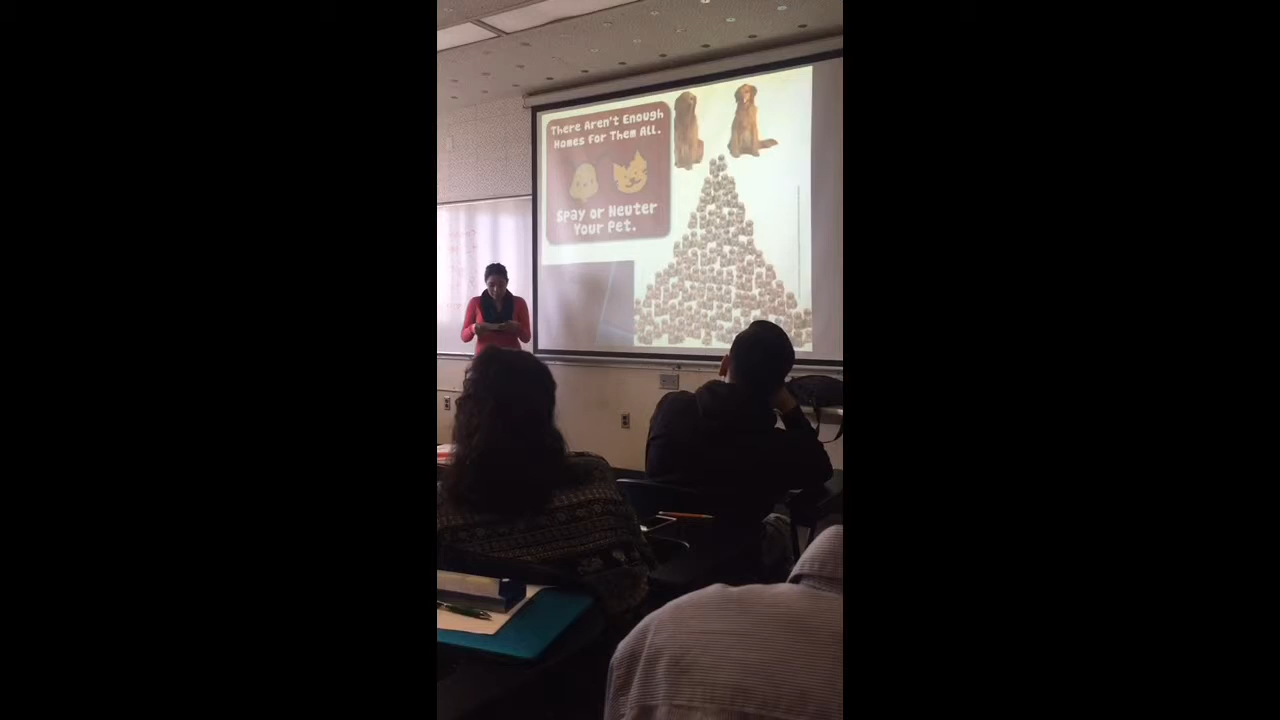 There Aren't Enough
Homes For Them All.
Spay or Neuter
Your Pet.